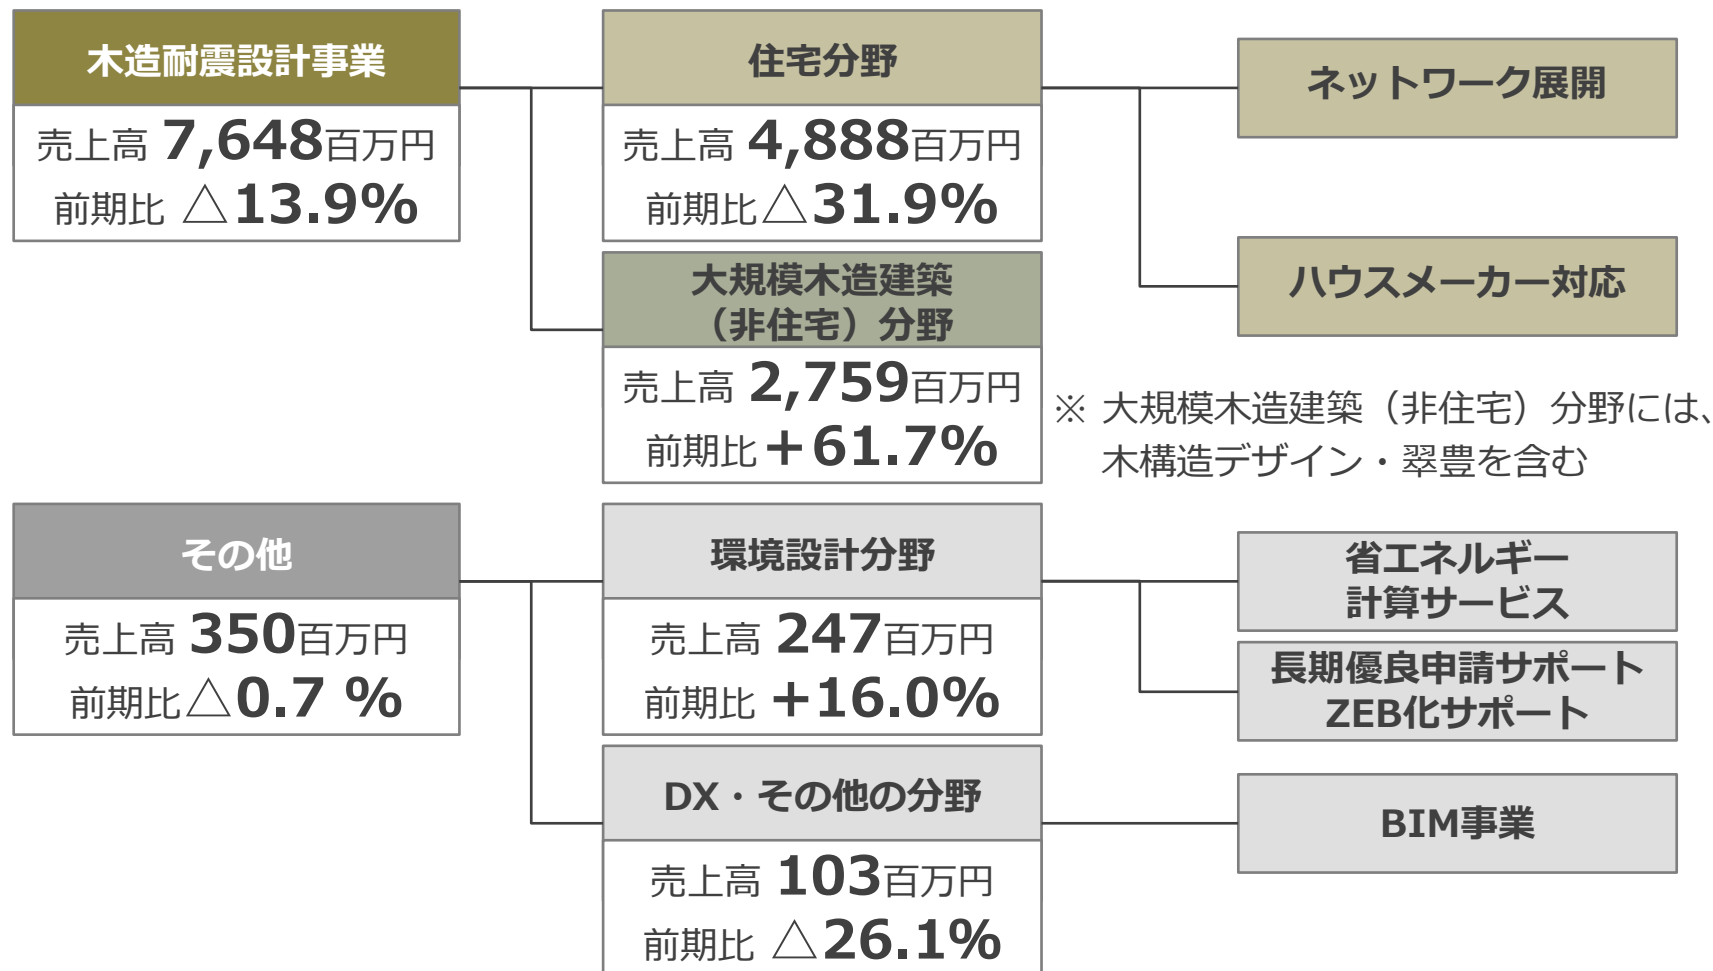 木造耐震設計事業
売上高 7,648百万円
前期比 △13.9%
住宅分野
売上高 4,888百万円
前期比△31.9%
ネットワーク展開
ハウスメーカー対応
大規模木造建築
（非住宅）分野
売上高 2,759百万円
前期比＋61.7%
※ 大規模木造建築（非住宅）分野には、
木構造デザイン・翠豊を含む
その他
売上高 350百万円
前期比△0.7 %
環境設計分野
売上高 247百万円
前期比 +16.0%
省エネルギー
計算サービス
長期優良申請サポート
ZEB化サポート
DX・その他の分野
売上高 103百万円
前期比 △26.1%
BIM事業